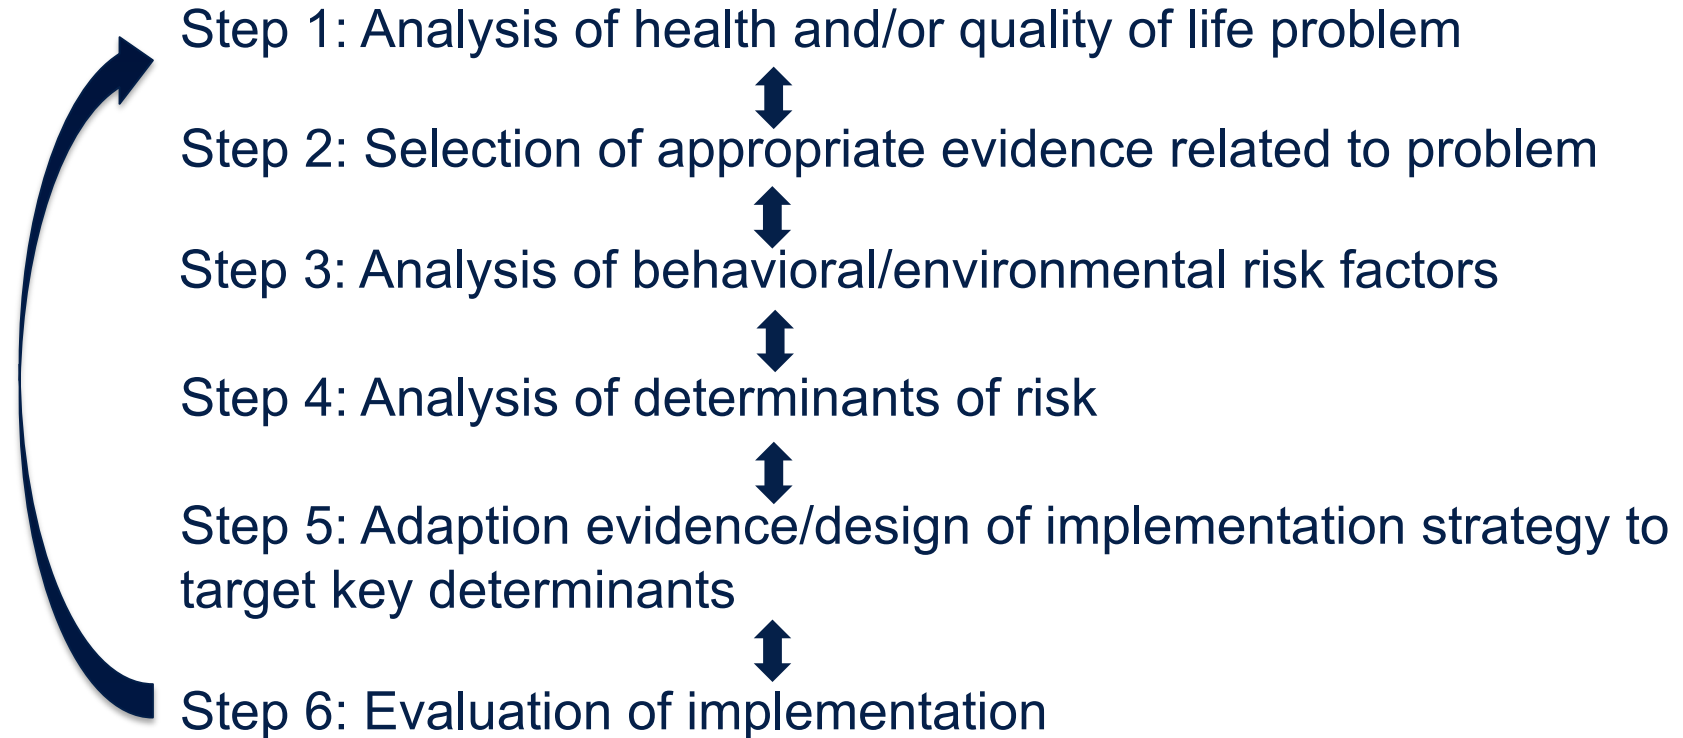 Step 1: Analysis of health and/or quality of life problem
Step 2: Selection of appropriate evidence related to problem
Step 3: Analysis of behavioral/environmental risk factors
Step 4: Analysis of determinants of risk
Step 5: Adaption evidence/design of implementation strategy to
target key determinants
Step 6: Evaluation of implementation